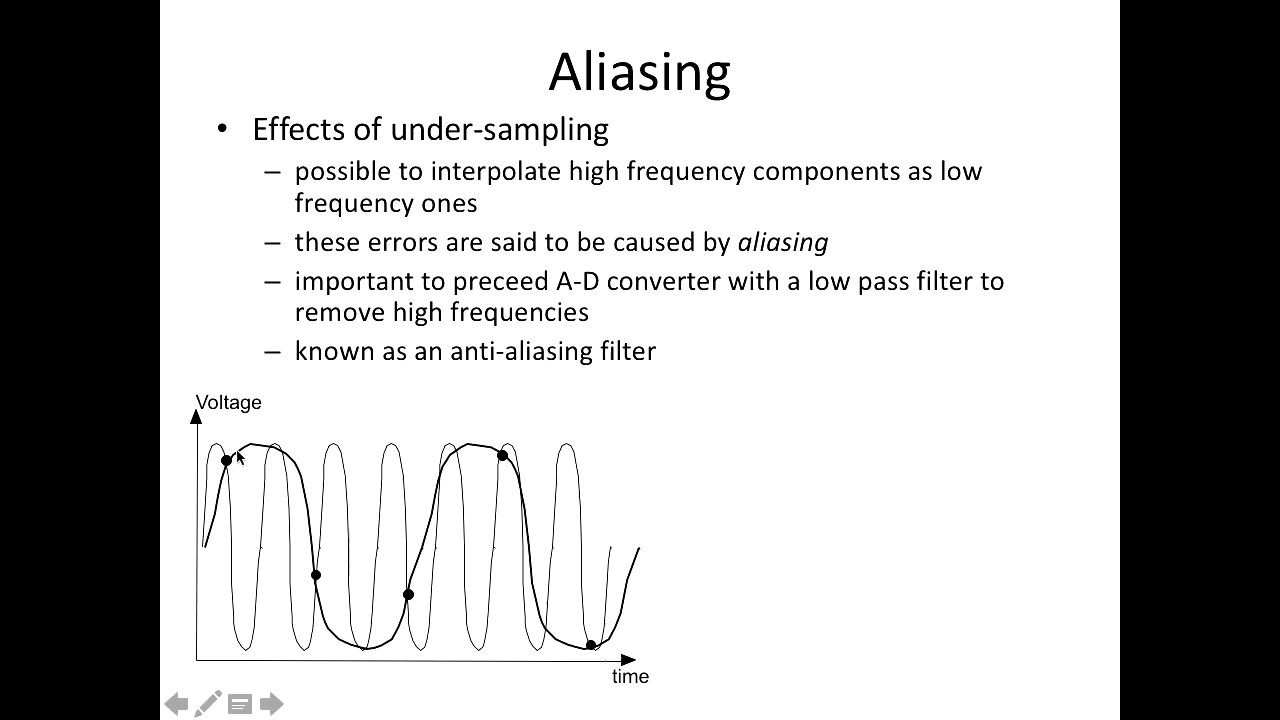 Aliasing
• Effects of under-sampling
– possible to interpolate high frequency components as low
frequency ones
– these errors are said to be caused by aliasing
– important to preceed A-D converter with a low pass filter to
remove high frequencies
– known as an anti-aliasing filter
Voltage
time